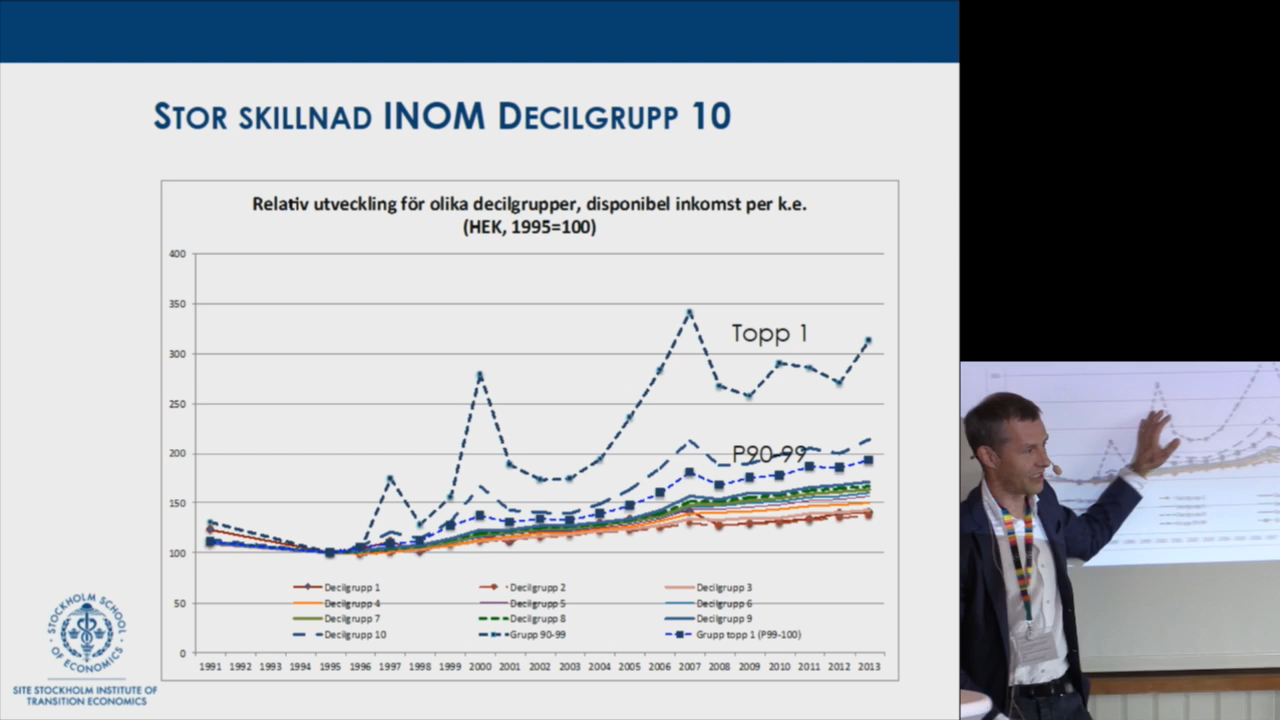 STOR SKILLNAD INOM DECILGRUPP 10
Relativ utveckling för olika decilgrupper, disponibel inkomst per k.e.
(HEK, 1995=100)
400
350
300
250
200
150
100
50
0
Topp 1
P90-99
Decilgrupp 1
Decilgrupp 2
Decilgrupp 3
Decilgrupp 4
Decilgrupp 5
Decilgrupp 6
Decilgrupp 7
Decilgrupp 8
Decilgrupp 9
Decilgrupp 10
Grupp 90-99
Grupp topp 1 (P99-100)
1991 1992 1993 1994 1995 1996 1997 1998 1999 2000 2001 2002 2003 2004 2005 2006 2007 2008 2009 2010 2011 2012 2013
STOCKHOLM SCHOOL
OF ECONOMICS
SITE STOCKHOLM INSTITUTE OF
TRANSITION ECONOMICS